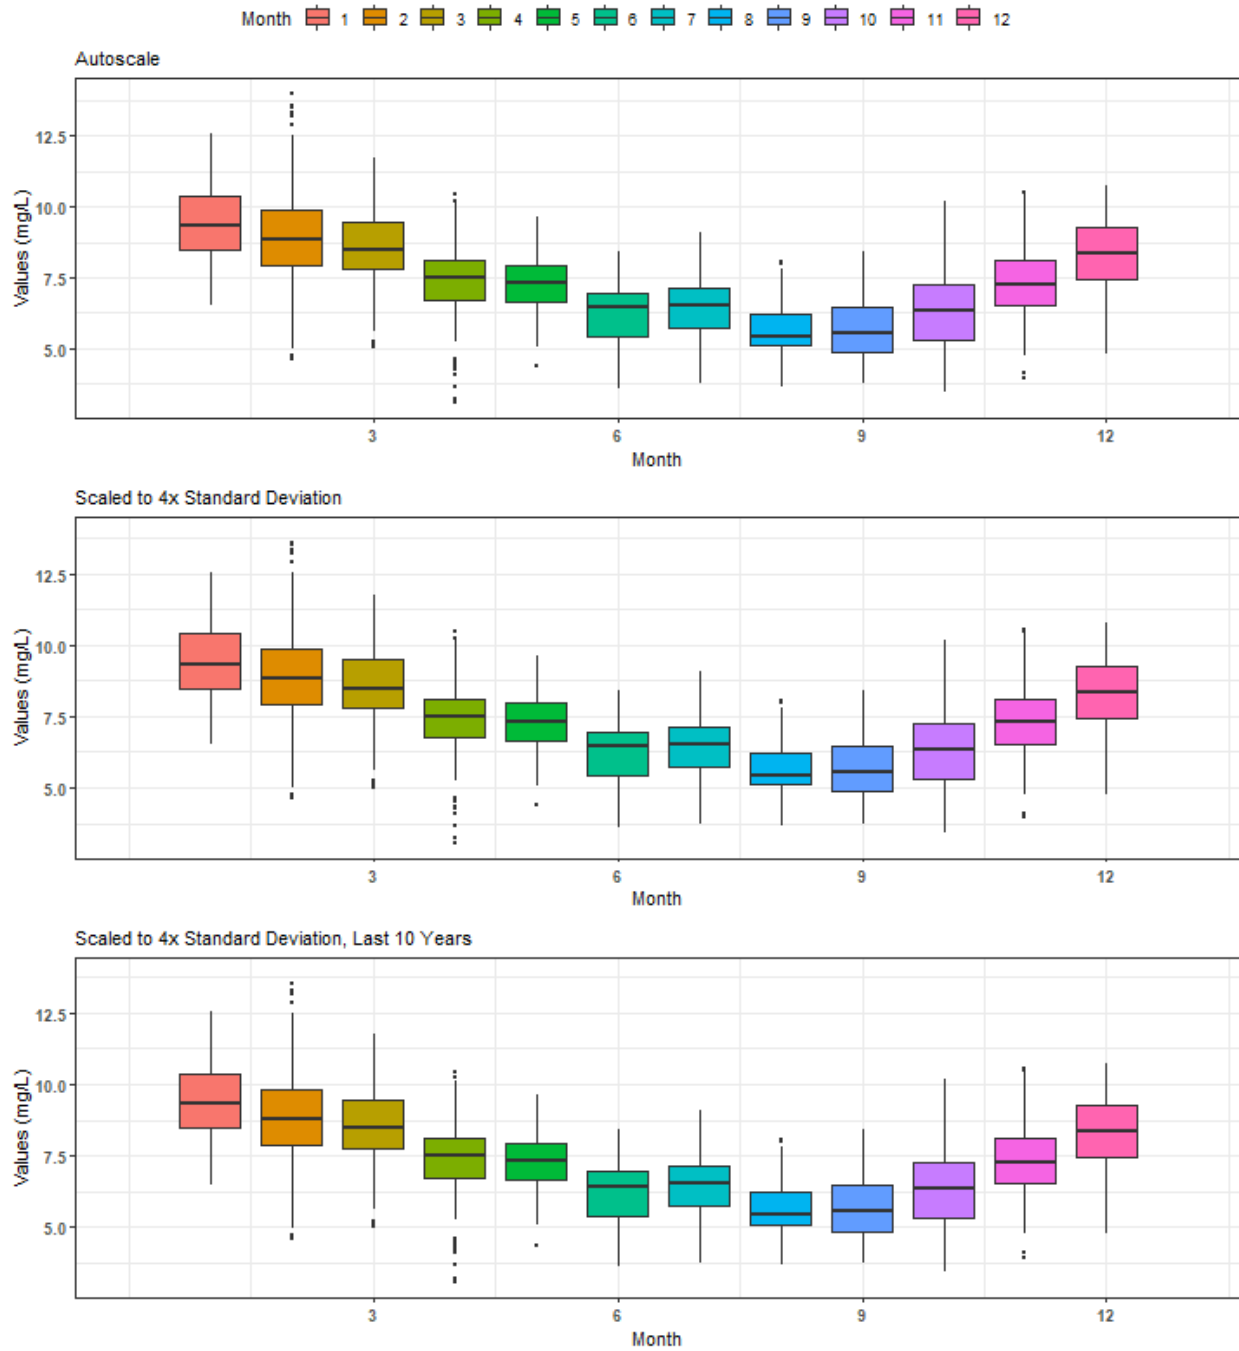 Month 1 2 3 4 5 6 7 8 9 10 11 12
Autoscale
Values (mg/L)
12.5
10.0
7.5
5.0
3 6 9 12
Month
Scaled to 4x Standard Deviation
Values (mg/L)
12.5
10.0
7.5
5.0
3 6 9 12
Month
Scaled to 4x Standard Deviation, Last 10 Years
Values (mg/L)
12.5
10.0
7.5
5.0
3 6 9 12
Month